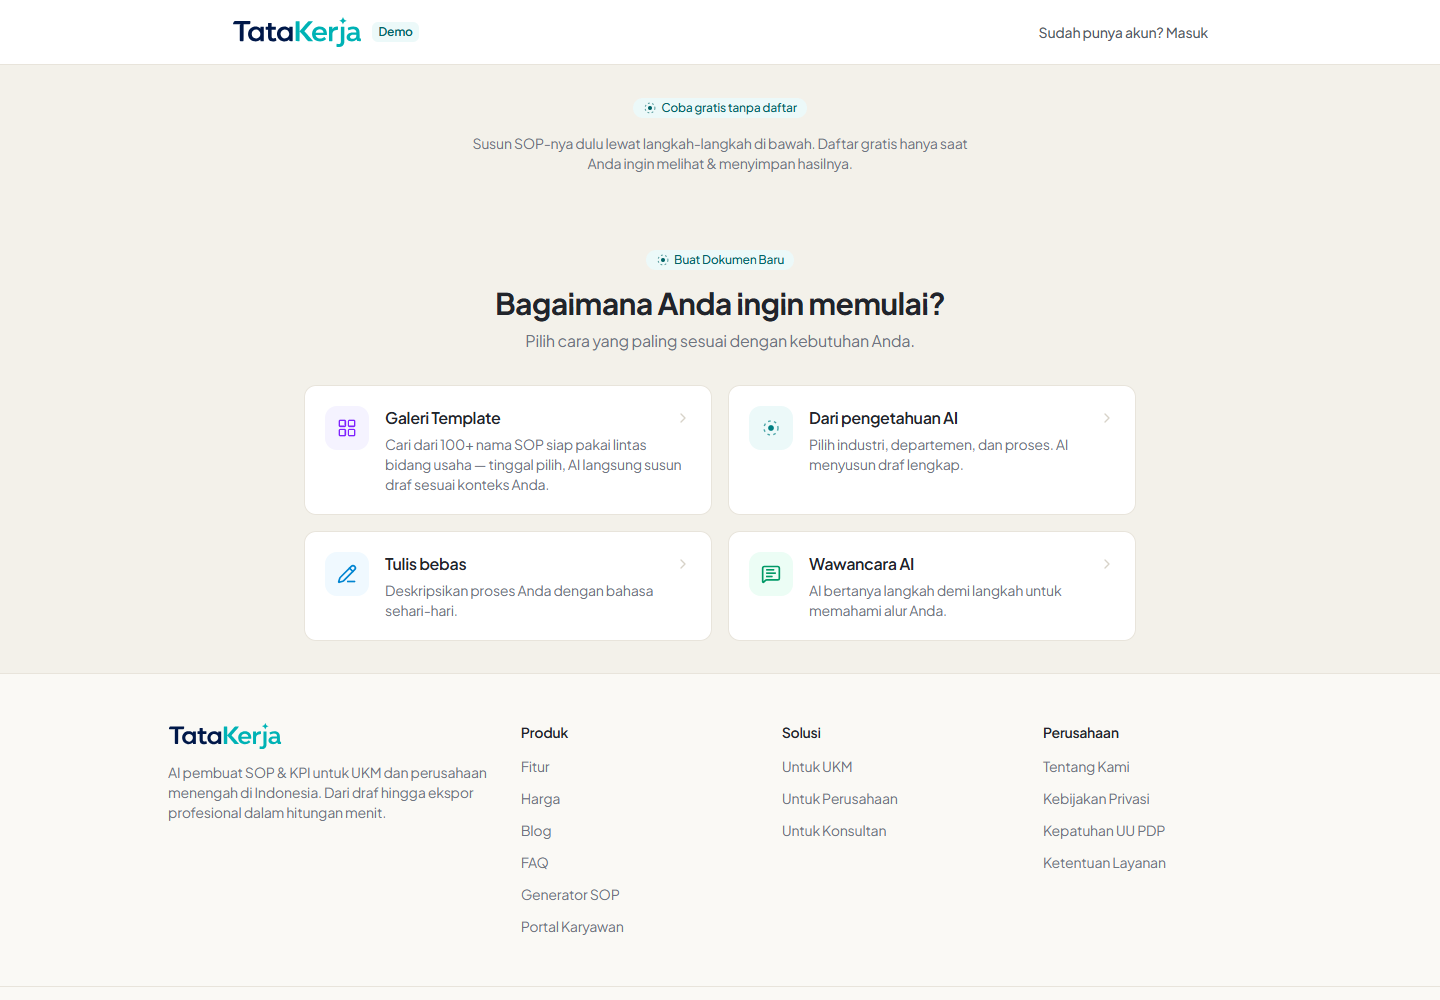 TataKerja
Demo
Sudah punya akun? Masuk
Coba gratis tanpa daftar
Susun SOP-nya dulu lewat langkah-langkah di bawah. Daftar gratis hanya saat
Anda ingin melihat & menyimpan hasilnya.
Buat Dokumen Baru
Bagaimana Anda ingin memulai?
Pilih cara yang paling sesuai dengan kebutuhan Anda.
Galeri Template
Cari dari 100+ nama SOP siap pakai lintas
bidang usaha — tinggal pilih, AI langsung susun
draf sesuai konteks Anda.
Dari pengetahuan AI
Pilih industri, departemen, dan proses. AI
menyusun draf lengkap.
Tulis bebas
Deskripsikan proses Anda dengan bahasa
sehari-hari.
Wawancara AI
AI bertanya langkah demi langkah untuk
memahami alur Anda.
TataKerja
AI pembuat SOP & KPI untuk UKM dan perusahaan
menengah di Indonesia. Dari draf hingga ekspor
profesional dalam hitungan menit.
Produk
Fitur
Harga
Blog
FAQ
Generator SOP
Portal Karyawan
Solusi
Untuk UKM
Untuk Perusahaan
Untuk Konsultan
Perusahaan
Tentang Kami
Kebijakan Privasi
Kepatuhan UU PDP
Ketentuan Layanan